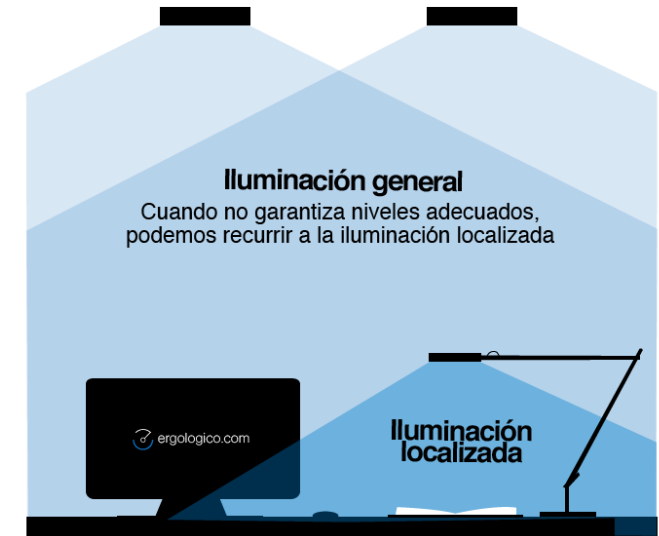 Iluminación general
Cuando no garantiza niveles adecuados,
podemos recurrir a la iluminación localizada
ergologico.com
Iluminación
localizada